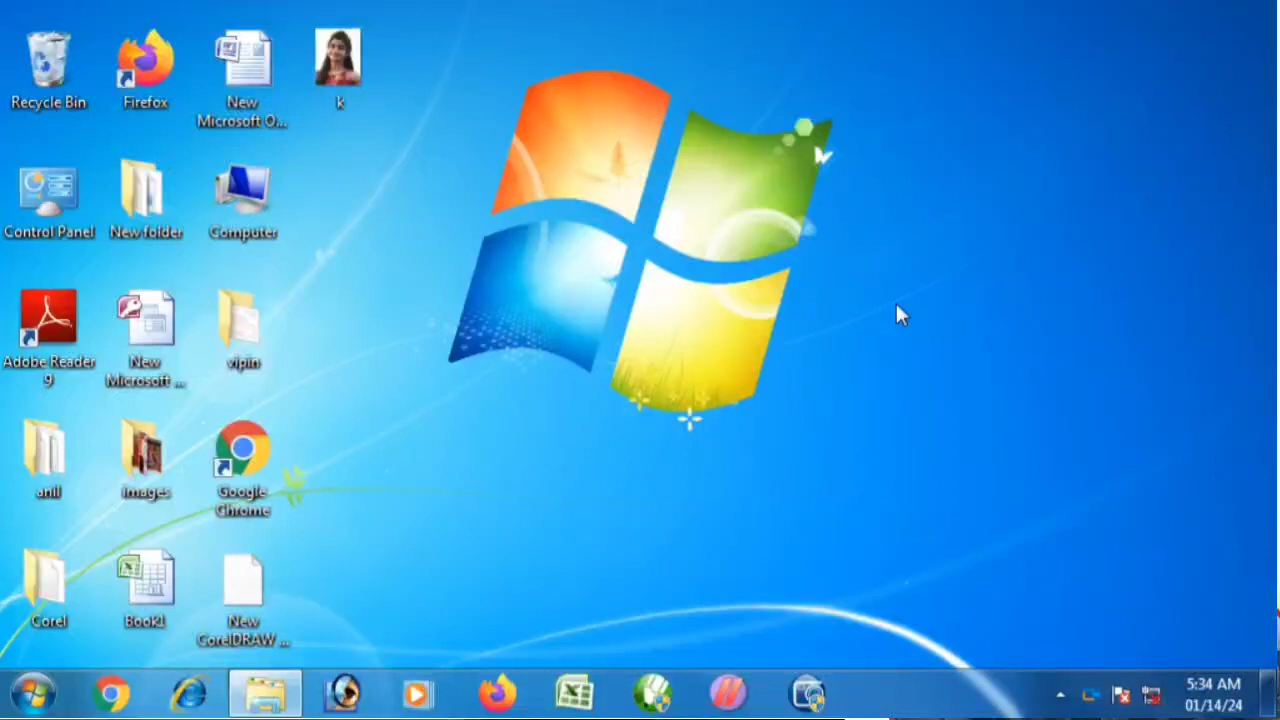 Recycle Bin
Firefox
New
Microsoft O...
k
Control Panel
New folder
Computer
Adobe Reader
9
New
Microsoft ...
vipin
anil
images
Google
Chrome
Corel
Book1
New
CorelDRAW ...
5:34 AM
01/14/24